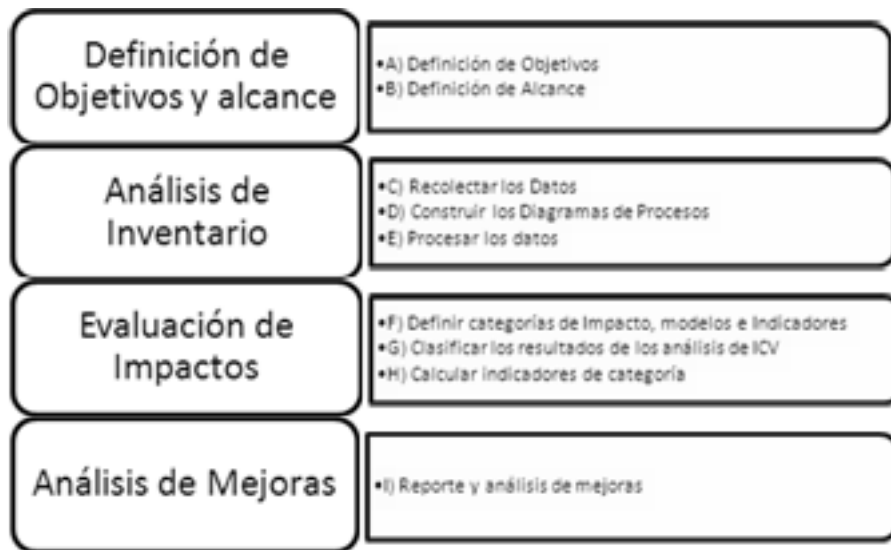 Definición de
Objetivos y alcance
•A) Definición de Objetivos
•B) Definición de Alcance
Análisis de
Inventario
•C) Recolectar los Datos
•D) Construir los Diagramas de Procesos
•E) Procesar los datos
Evaluación de
Impactos
•F) Definir categorías de Impacto, modelos e Indicadores
•G) Clasificar los resultados de los análisis de ICV
•H) Calcular indicadores de categoría
Análisis de Mejoras
•I) Reporte y análisis de mejoras